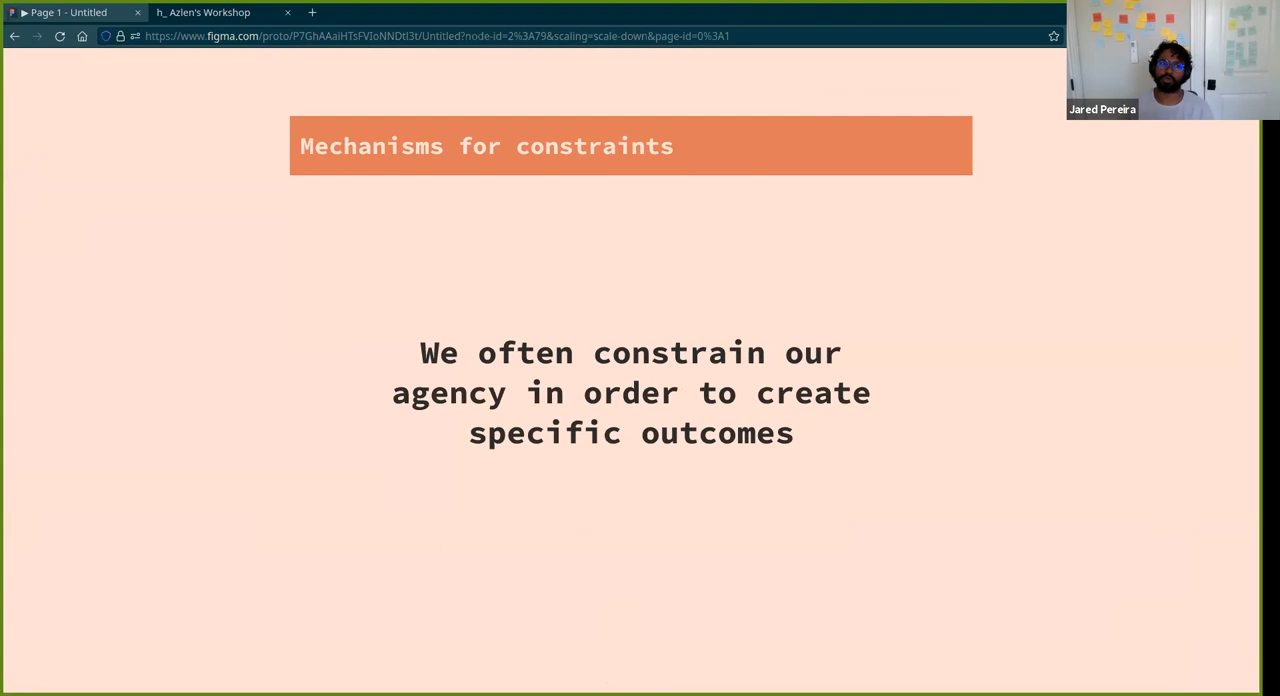 ▶ Page 1 - Untitled
h_ Azlen's Workshop
https://www.figma.com/proto/P7GhAAaiHTsFVIoNNDtl3t/Untitled?node-id=2%3A79&scaling=scale-down&page-id=0%3A1
Jared Pereira
Mechanisms for constraints
We often constrain our
agency in order to create
specific outcomes